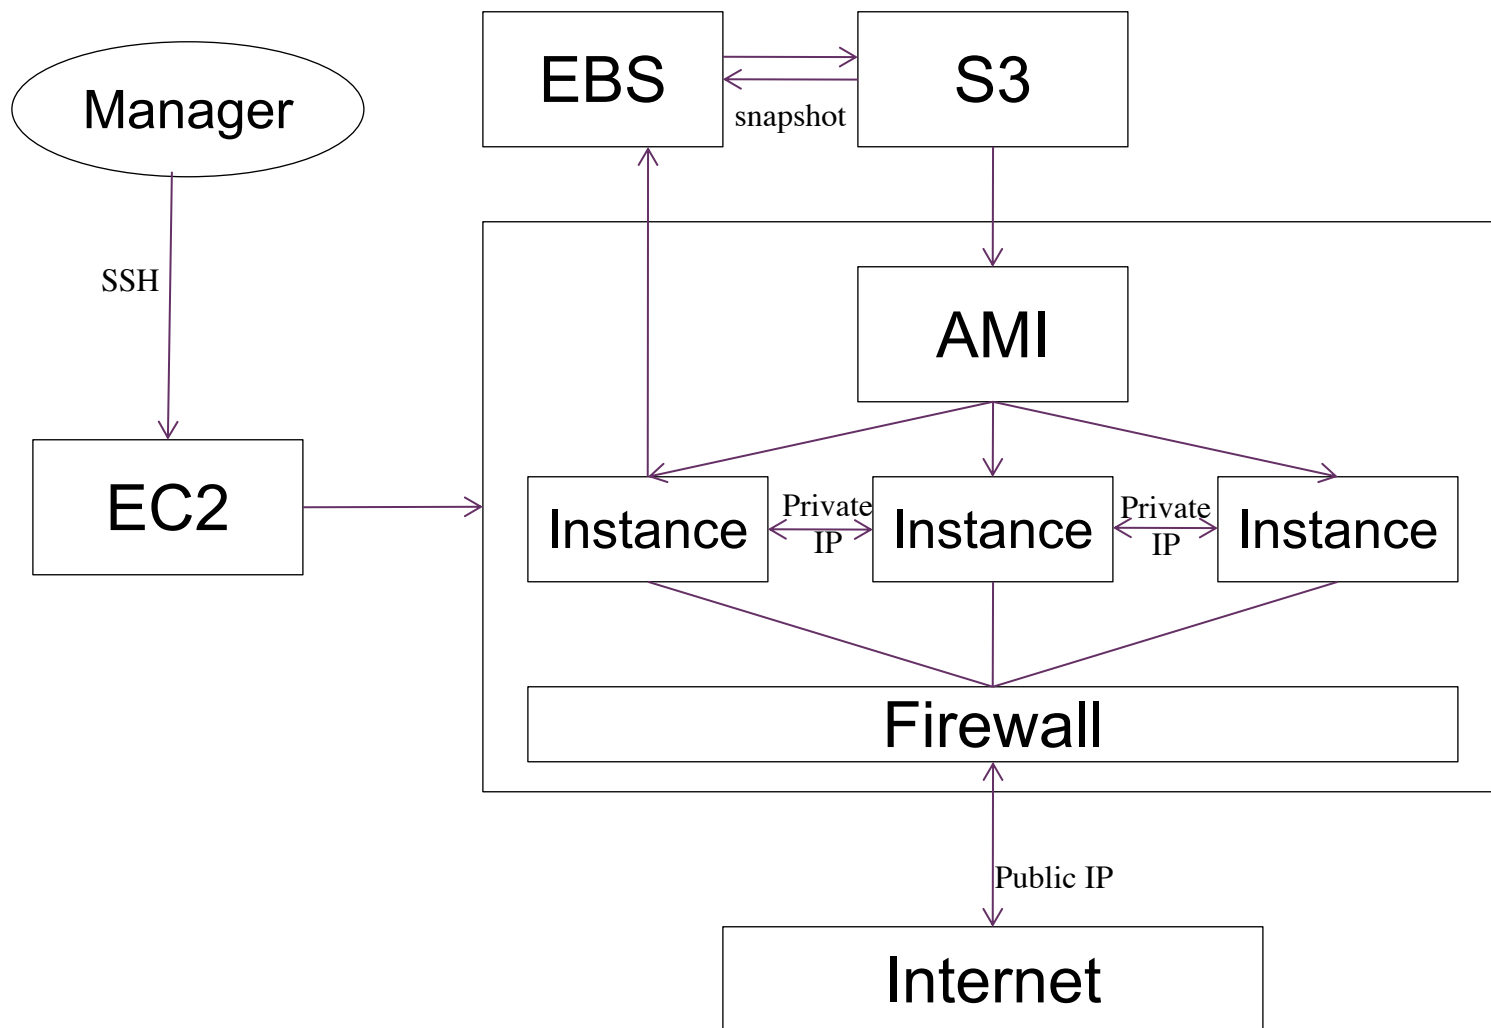 EBS
S3
Manager
snapshot
SSH
AMI
EC2
Instance
Private
IP
Instance
Private
IP
Instance
Firewall
Public IP
Internet